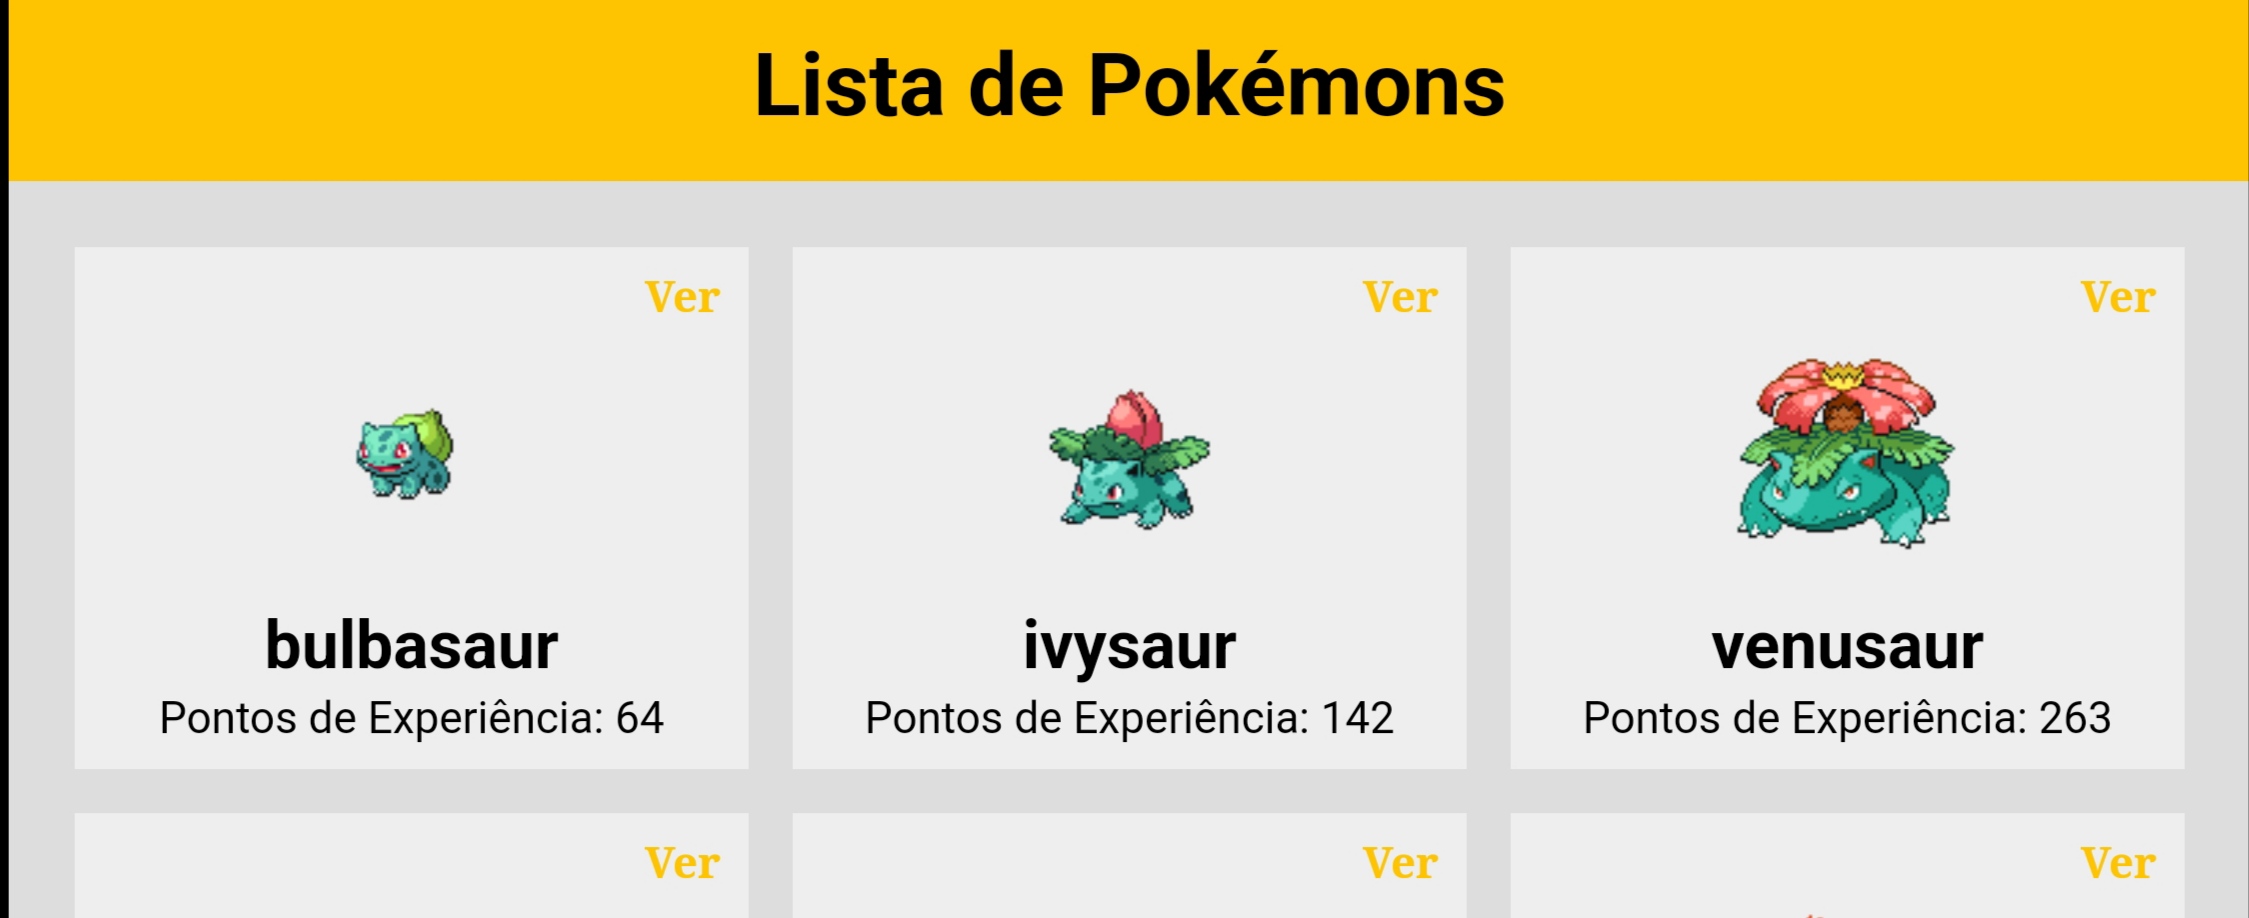 Lista de Pokémons
Ver
Ver
Ver
bulbasaur
ivysaur
venusaur
Pontos de Experiência: 64
Pontos de Experiência: 142
Pontos de Experiência: 263
Ver
Ver
Ver